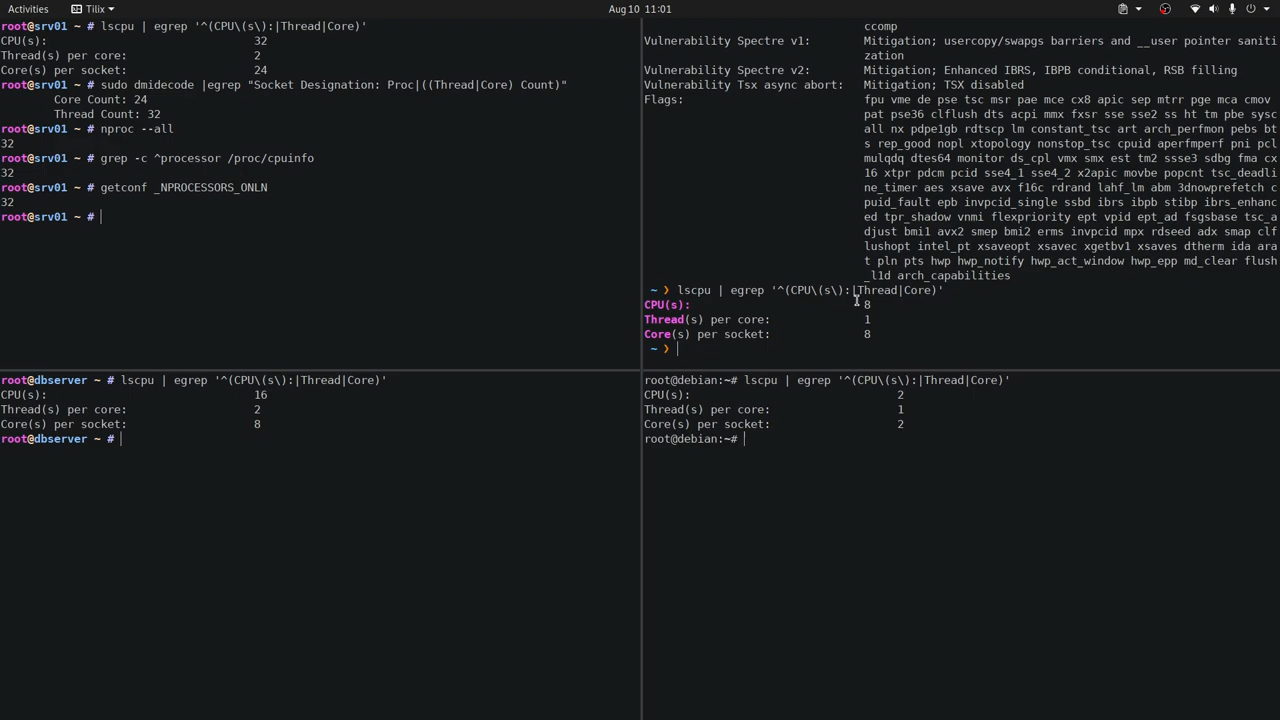 Activities
Tilix
Aug 10 11:01
root@srv01 ~ # lscpu | egrep '^(CPU\(s\):|Thread|Core)'
CPU(s): 32
Thread(s) per core: 2
Core(s) per socket: 24
root@srv01 ~ # sudo dmidecode |egrep "Socket Designation: Proc|((Thread|Core) Count)"
Core Count: 24
Thread Count: 32
root@srv01 ~ # nproc --all
32
root@srv01 ~ # grep -c ^processor /proc/cpuinfo
32
root@srv01 ~ # getconf _NPROCESSORS_ONLN
32
root@srv01 ~ #
ccomp
Vulnerability Spectre v1: Mitigation; usercopy/swapgs barriers and __user pointer saniti
zation
Vulnerability Spectre v2: Mitigation; Enhanced IBRS, IBPB conditional, RSB filling
Vulnerability Tsx async abort: Mitigation; TSX disabled
Flags: fpu vme de pse tsc msr pae mce cx8 apic sep mtrr pge mca cmov
pat pse36 clflush dts acpi mmx fxsr sse sse2 ss ht tm pbe sysc
all nx pdpe1gb rdtscp lm constant_tsc art arch_perfmon pebs bt
s rep_good nopl xtopology nonstop_tsc cpuid aperfmperf pni pcl
mulqdq dtes64 monitor ds_cpl vmx smx est tm2 ssse3 sdbg fma cx
16 xtpr pdcm pcid sse4_1 sse4_2 x2apic movbe popcnt tsc_deadli
ne_timer aes xsave avx f16c rdrand lahf_lm abm 3dnowprefetch c
puid_fault epb invpcid_single ssbd ibrs ibpb stibp ibrs_enhanc
ed tpr_shadow vnmi flexpriority ept vpid ept_ad fsgsbase tsc_a
djust bmi1 avx2 smep bmi2 erms invpcid mpx rdseed adx smap clf
lushopt intel_pt xsaveopt xsavec xgetbv1 xsaves dtherm ida ara
t pln pts hwp hwp_notify hwp_act_window hwp_epp md_clear flush
_l1d arch_capabilities
~ ❯ lscpu | egrep '^(CPU\(s\):|Thread|Core)'
CPU(s): 8
Thread(s) per core: 1
Core(s) per socket: 8
~ ❯
root@dbserver ~ # lscpu | egrep '^(CPU\(s\):|Thread|Core)'
CPU(s): 16
Thread(s) per core: 2
Core(s) per socket: 8
root@dbserver ~ #
root@debian:~# lscpu | egrep '^(CPU\(s\):|Thread|Core)'
CPU(s): 2
Thread(s) per core: 1
Core(s) per socket: 2
root@debian:~#